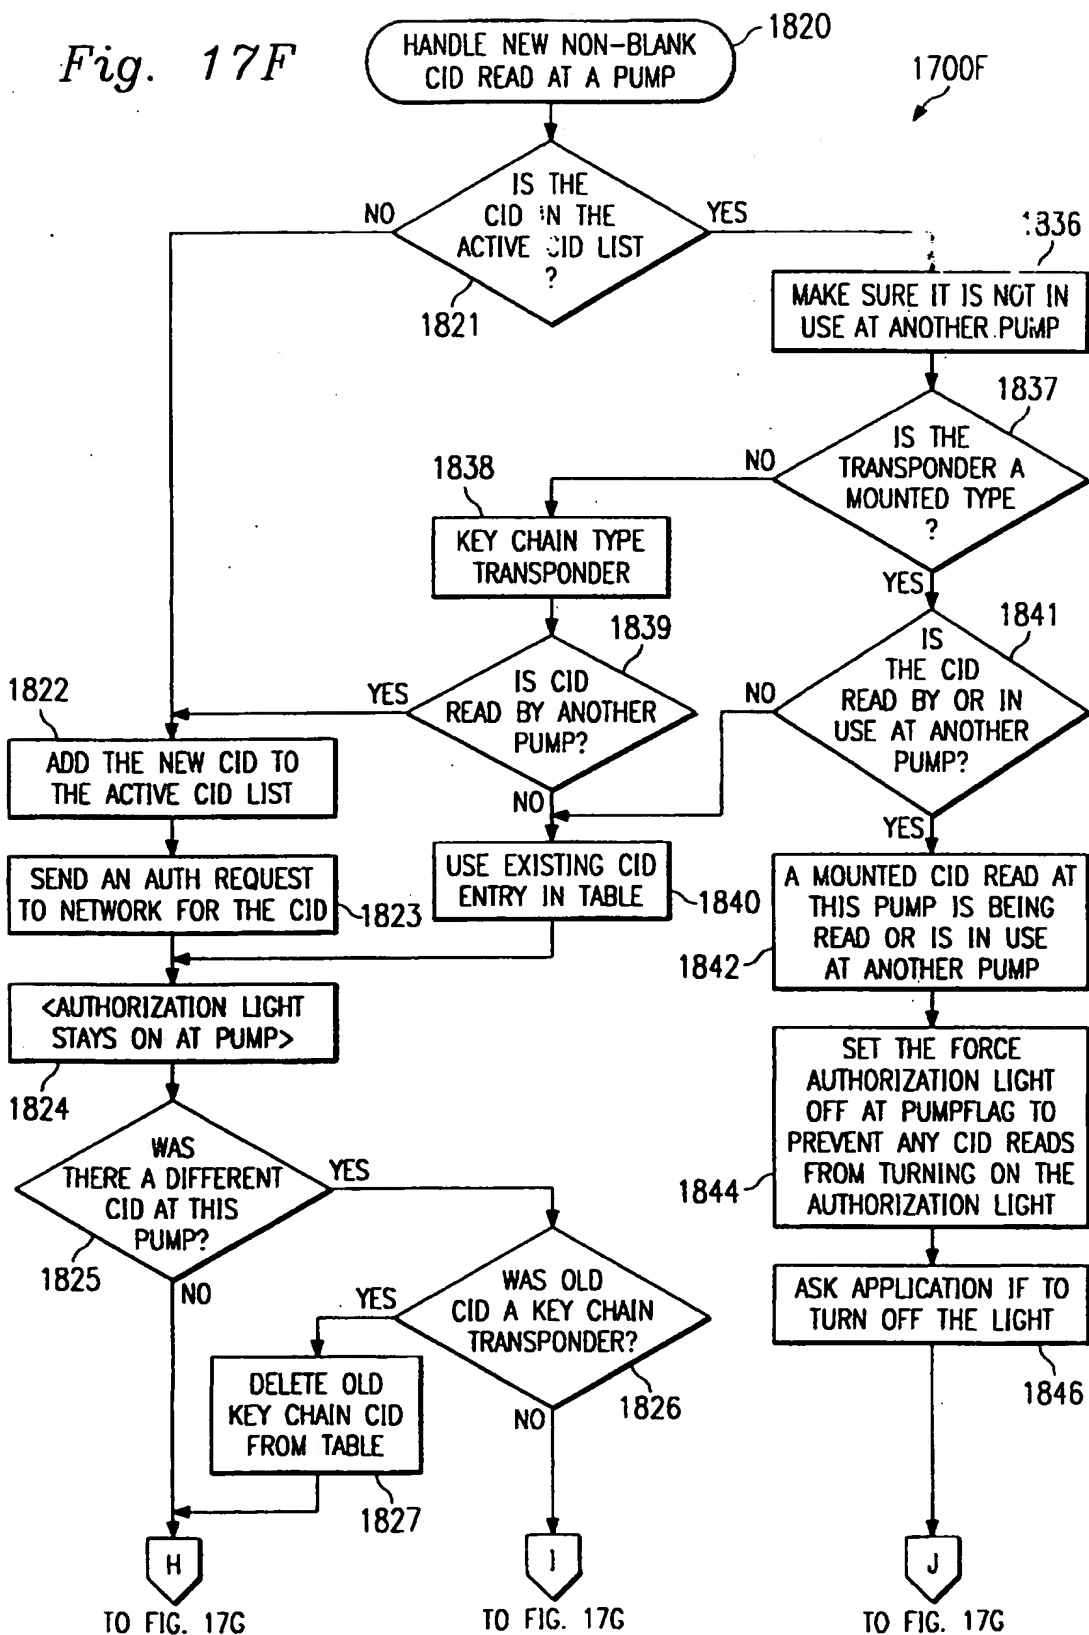 Fig. 17F
HANDLE NEW NON-BLANK
CID READ AT A PUMP
1820
1700F
IS THE
CID IN THE
ACTIVE CID LIST
?
1821
NO
YES
1836
MAKE SURE IT IS NOT IN
USE AT ANOTHER PUMP
1837
IS THE
TRANSPONDER A
MOUNTED TYPE
?
NO
YES
1838
KEY CHAIN TYPE
TRANSPONDER
1839
IS CID
READ BY ANOTHER
PUMP?
YES
NO
1841
IS
THE CID
READ BY OR IN
USE AT ANOTHER
PUMP?
NO
YES
1822
ADD THE NEW CID TO
THE ACTIVE CID LIST
SEND AN AUTH REQUEST
TO NETWORK FOR THE CID
1823
USE EXISTING CID
ENTRY IN TABLE
1840
A MOUNTED CID READ AT
THIS PUMP IS BEING
READ OR IS IN USE
AT ANOTHER PUMP
1842
<AUTHORIZATION LIGHT
STAYS ON AT PUMP>
1824
SET THE FORCE
AUTHORIZATION LIGHT
OFF AT PUMPFLAG TO
PREVENT ANY CID READS
FROM TURNING ON THE
AUTHORIZATION LIGHT
1844
WAS
THERE A DIFFERENT
CID AT THIS
PUMP?
1825
YES
NO
WAS OLD
CID A KEY CHAIN
TRANSPONDER?
1826
YES
NO
ASK APPLICATION IF TO
TURN OFF THE LIGHT
1846
DELETE OLD
KEY CHAIN CID
FROM TABLE
1827
H
TO FIG. 17G
I
TO FIG. 17G
J
TO FIG. 17G